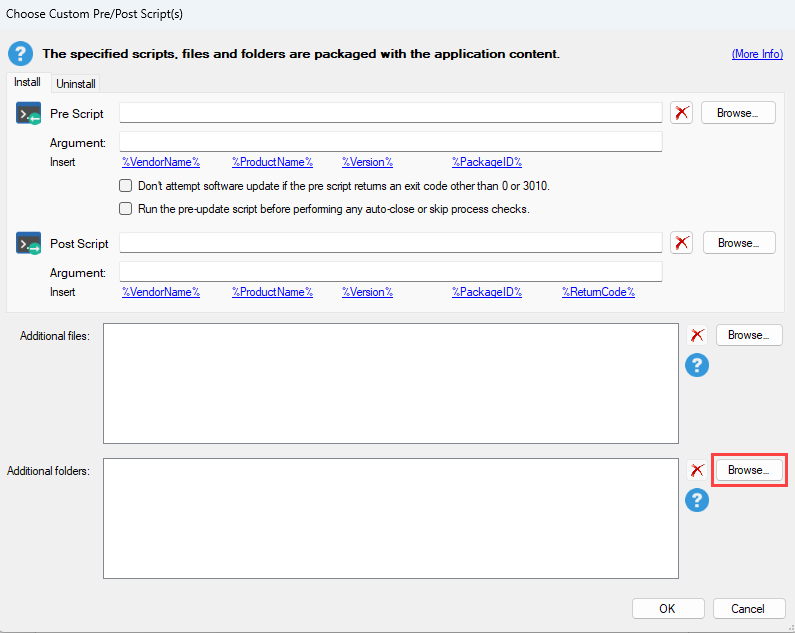 Choose Custom Pre/Post Script(s)
? The specified scripts, files and folders are packaged with the application content. (More Info)
Install Uninstall
Pre Script Browse...
Argument:
Insert %VendorName% %ProductName% %Version% %PackageID%
Don't attempt software update if the pre script returns an exit code other than 0 or 3010.
Run the pre-update script before performing any auto-close or skip process checks.
Post Script Browse...
Argument:
Insert %VendorName% %ProductName% %Version% %PackageID% %ReturnCode%
Additional files: Browse...
?
Additional folders: Browse...
?
OK Cancel